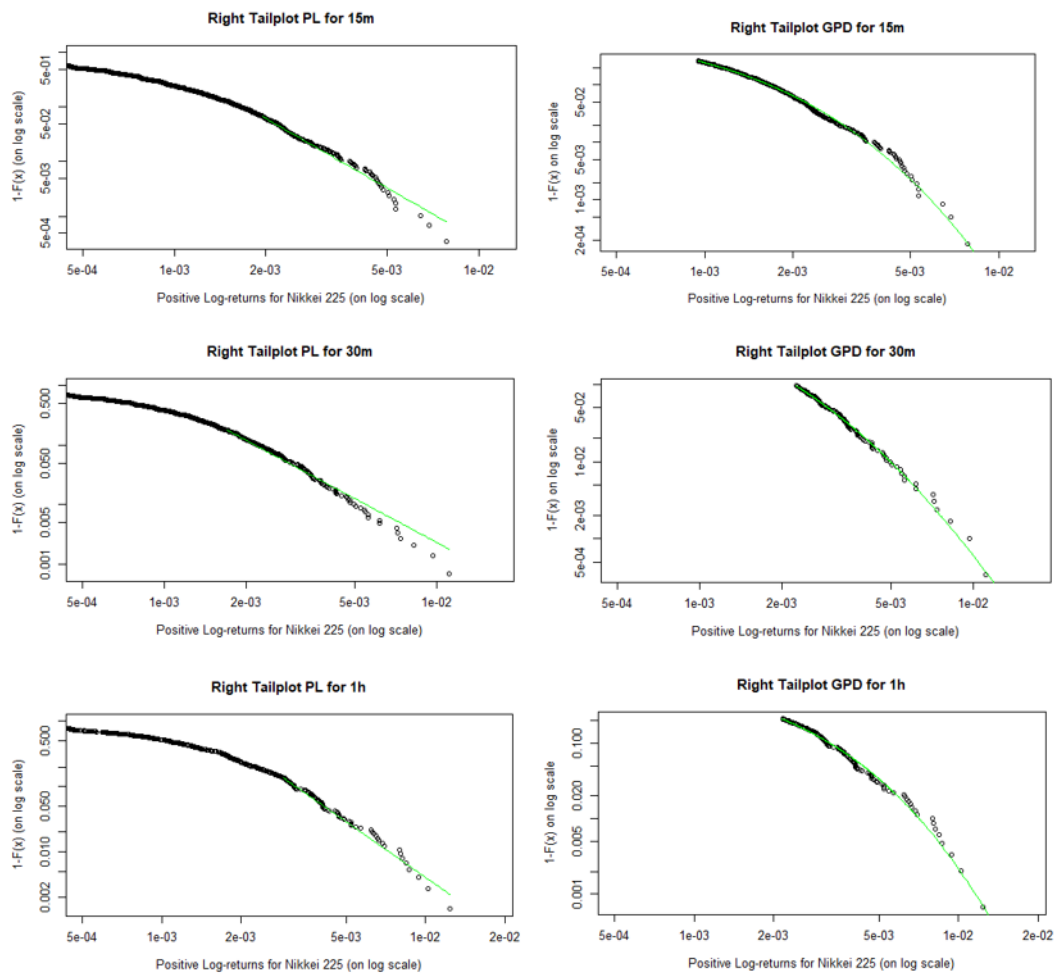 Right Tailplot PL for 15m
1-F(x) (on log scale)
5e-01
5e-02
5e-03
5e-04
5e-04 1e-03 2e-03 5e-03 1e-02
Positive Log-returns for Nikkei 225 (on log scale)
Right Tailplot GPD for 15m
1-F(x) on log scale
5e-02
5e-03
1e-03
2e-04
5e-04 1e-03 2e-03 5e-03 1e-02
Positive Log-returns for Nikkei 225 (on log scale)
Right Tailplot PL for 30m
1-F(x) (on log scale)
0.500
0.050
0.005
0.001
5e-04 1e-03 2e-03 5e-03 1e-02
Positive Log-returns for Nikkei 225 (on log scale)
Right Tailplot GPD for 30m
1-F(x) on log scale
5e-02
1e-02
2e-03
5e-04
5e-04 1e-03 2e-03 5e-03 1e-02
Positive Log-returns for Nikkei 225 (on log scale)
Right Tailplot PL for 1h
1-F(x) (on log scale)
0.500
0.050
0.010
0.002
5e-04 1e-03 2e-03 5e-03 1e-02 2e-02
Positive Log-returns for Nikkei 225 (on log scale)
Right Tailplot GPD for 1h
1-F(x) on log scale
0.100
0.020
0.005
0.001
5e-04 1e-03 2e-03 5e-03 1e-02 2e-02
Positive Log-returns for Nikkei 225 (on log scale)